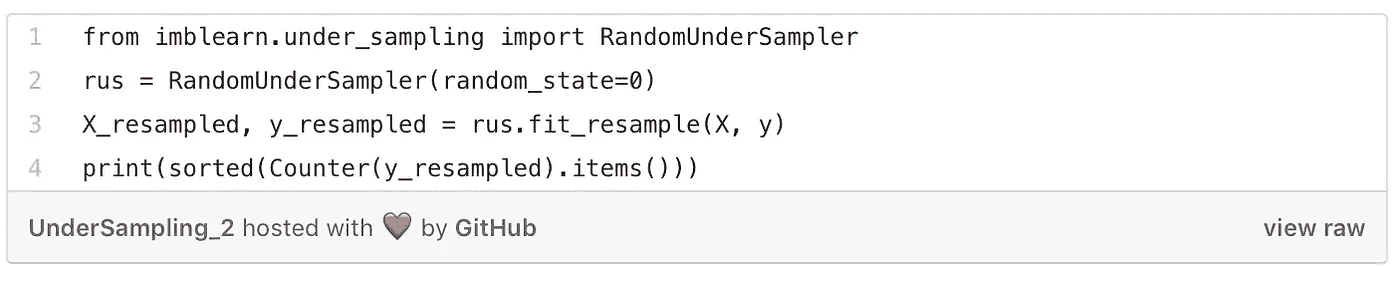 1 from imblearn.under_sampling import RandomUnderSampler
2 rus = RandomUnderSampler(random_state=0)
3 X_resampled, y_resampled = rus.fit_resample(X, y)
4 print(sorted(Counter(y_resampled).items()))
UnderSampling_2 hosted with ❤ by GitHub view raw